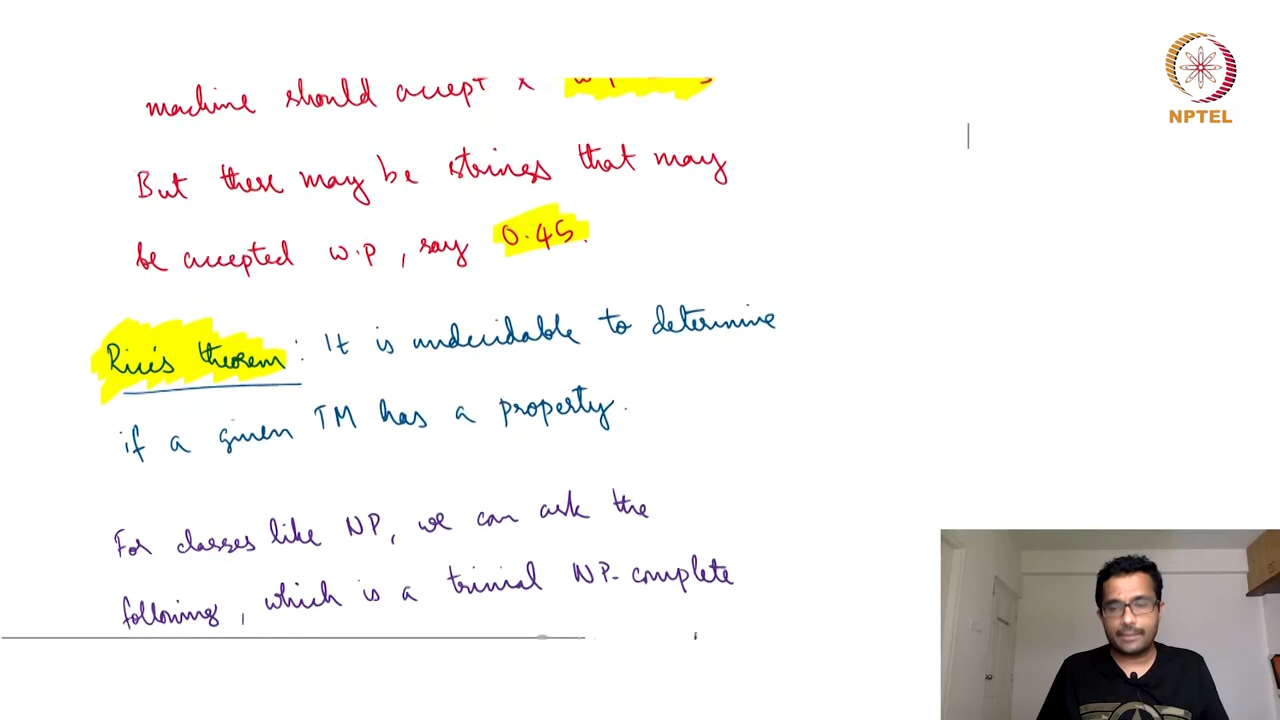 machine should accept x
But there may be strings that may
be accepted w.p, say 0.45.
Rice's theorem: It is undecidable to determine
if a given TM has a property.
For classes like NP, we can ask the
following, which is a trivial NP-complete
NPTEL